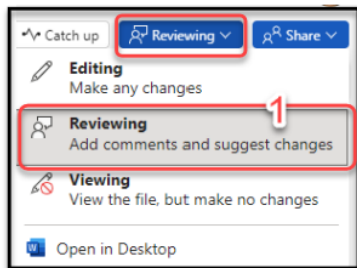 Catch up Reviewing Share
Editing
Make any changes
1
Reviewing
Add comments and suggest changes
Viewing
View the file, but make no changes
Open in Desktop